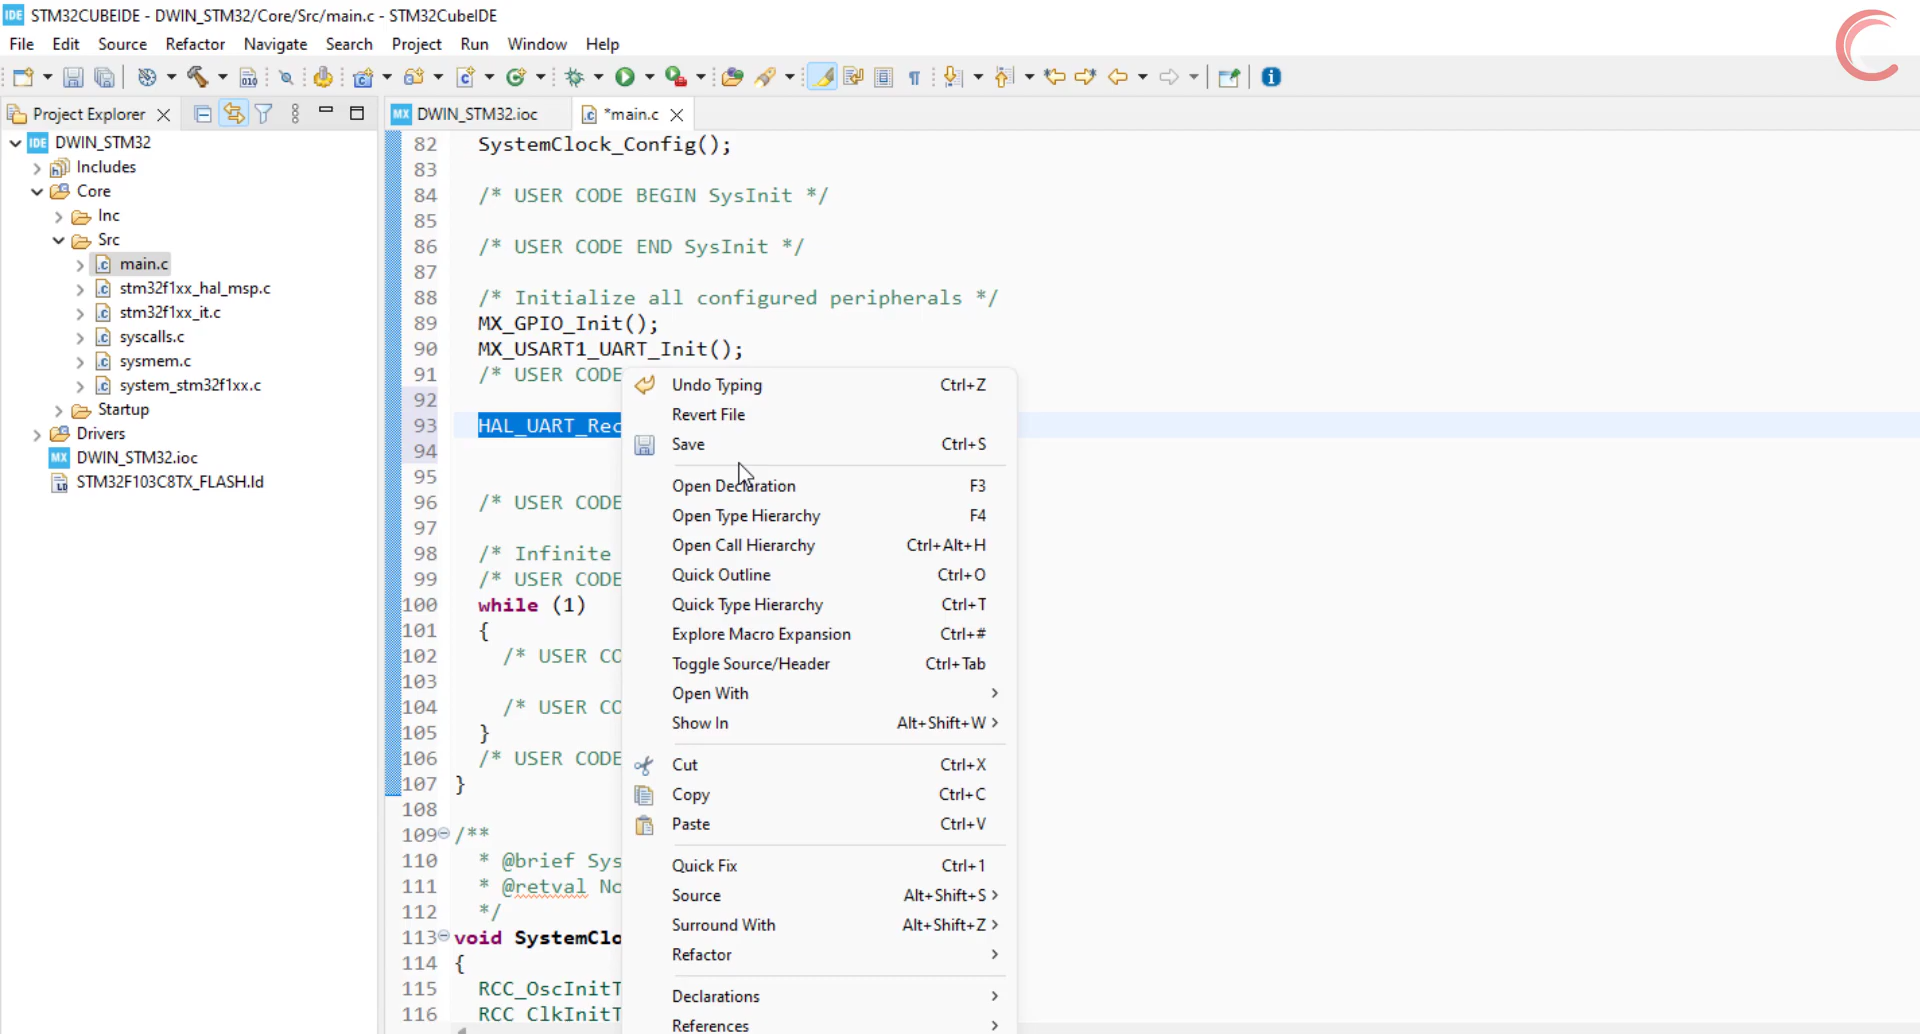 IDE STM32CUBEIDE - DWIN_STM32/Core/Src/main.c - STM32CubeIDE
File Edit Source Refactor Navigate Search Project Run Window Help
Project Explorer
MX DWIN_STM32.ioc
*main.c
IDE DWIN_STM32
Includes
Core
Inc
Src
main.c
stm32f1xx_hal_msp.c
stm32f1xx_it.c
syscalls.c
sysmem.c
system_stm32f1xx.c
Startup
Drivers
MX DWIN_STM32.ioc
STM32F103C8TX_FLASH.ld
82 SystemClock_Config();
83
84 /* USER CODE BEGIN SysInit */
85
86 /* USER CODE END SysInit */
87
88 /* Initialize all configured peripherals */
89 MX_GPIO_Init();
90 MX_USART1_UART_Init();
91 /* USER CODE
92
93 HAL_UART_Rec
94
95
96 /* USER CODE
97
98 /* Infinite
99 /* USER CODE
100 while (1)
101 {
102 /* USER CO
103
104 /* USER CO
105 }
106 /* USER CODE
107 }
108
109 /**
110 * @brief Sys
111 * @retval No
112 */
113 void SystemClo
114 {
115 RCC_OscInitT
116 RCC_ClkInitT
Undo Typing Ctrl+Z
Revert File
Save Ctrl+S
Open Declaration F3
Open Type Hierarchy F4
Open Call Hierarchy Ctrl+Alt+H
Quick Outline Ctrl+O
Quick Type Hierarchy Ctrl+T
Explore Macro Expansion Ctrl+#
Toggle Source/Header Ctrl+Tab
Open With
Show In Alt+Shift+W
Cut Ctrl+X
Copy Ctrl+C
Paste Ctrl+V
Quick Fix Ctrl+1
Source Alt+Shift+S
Surround With Alt+Shift+Z
Refactor
Declarations
References